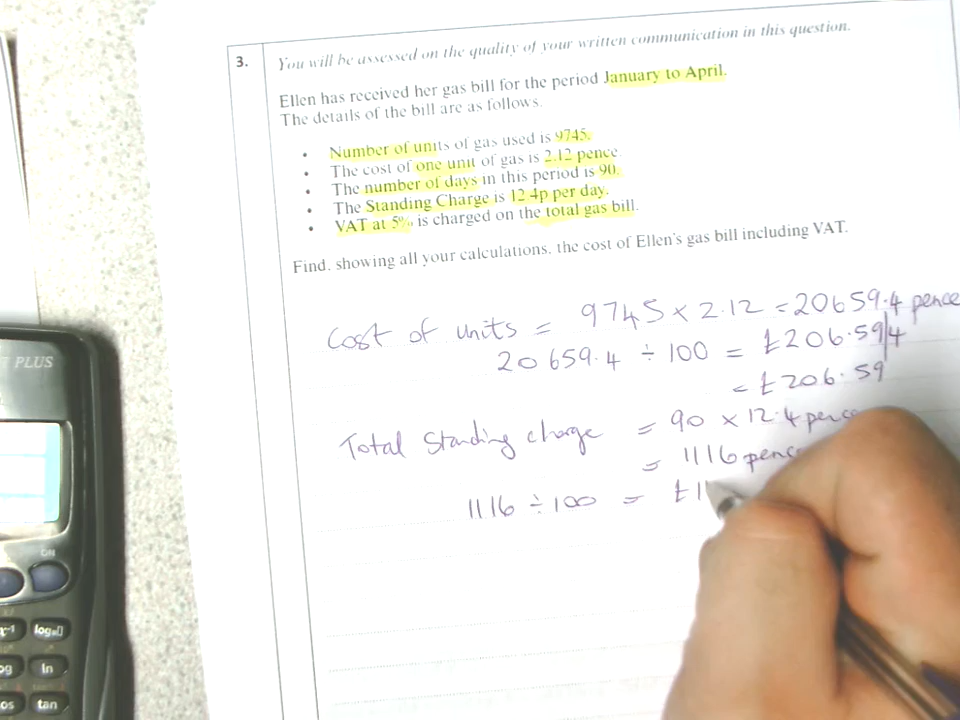 3.
You will be assessed on the quality of your written communication in this question.
Ellen has received her gas bill for the period January to April.
The details of the bill are as follows.
• Number of units of gas used is 9745.
• The cost of one unit of gas is 2.12 pence.
• The number of days in this period is 90.
• The Standing Charge is 12.4p per day.
• VAT at 5% is charged on the total gas bill.
Find, showing all your calculations, the cost of Ellen's gas bill including VAT.
Cost of units = 9745 × 2.12 = 20659.4 pence
20659.4 ÷ 100 = £206.59|4
= £206.59
Total Standing charge = 90 × 12.4 pence
= 1116 penc
1116 ÷ 100 = £11
PLUS
ON
log
ln
tan